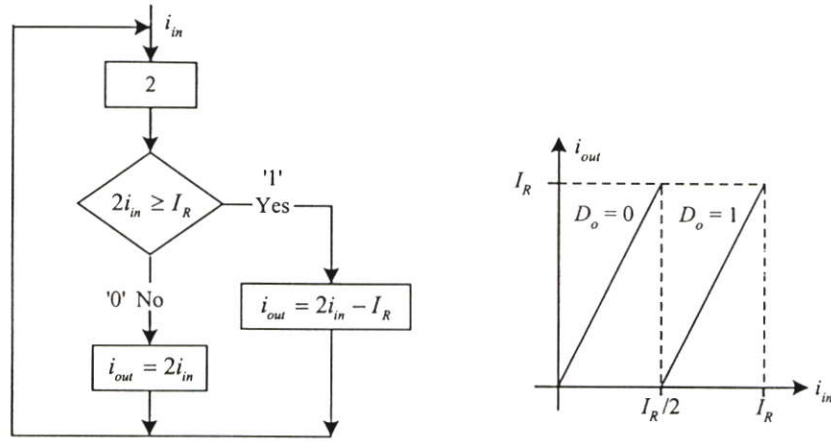 i_in
2
2i_in ≥ I_R
'1'
Yes
'0' No
i_out = 2i_in − I_R
i_out = 2i_in
i_out
I_R
D_o = 0
D_o = 1
I_R/2
I_R
i_in